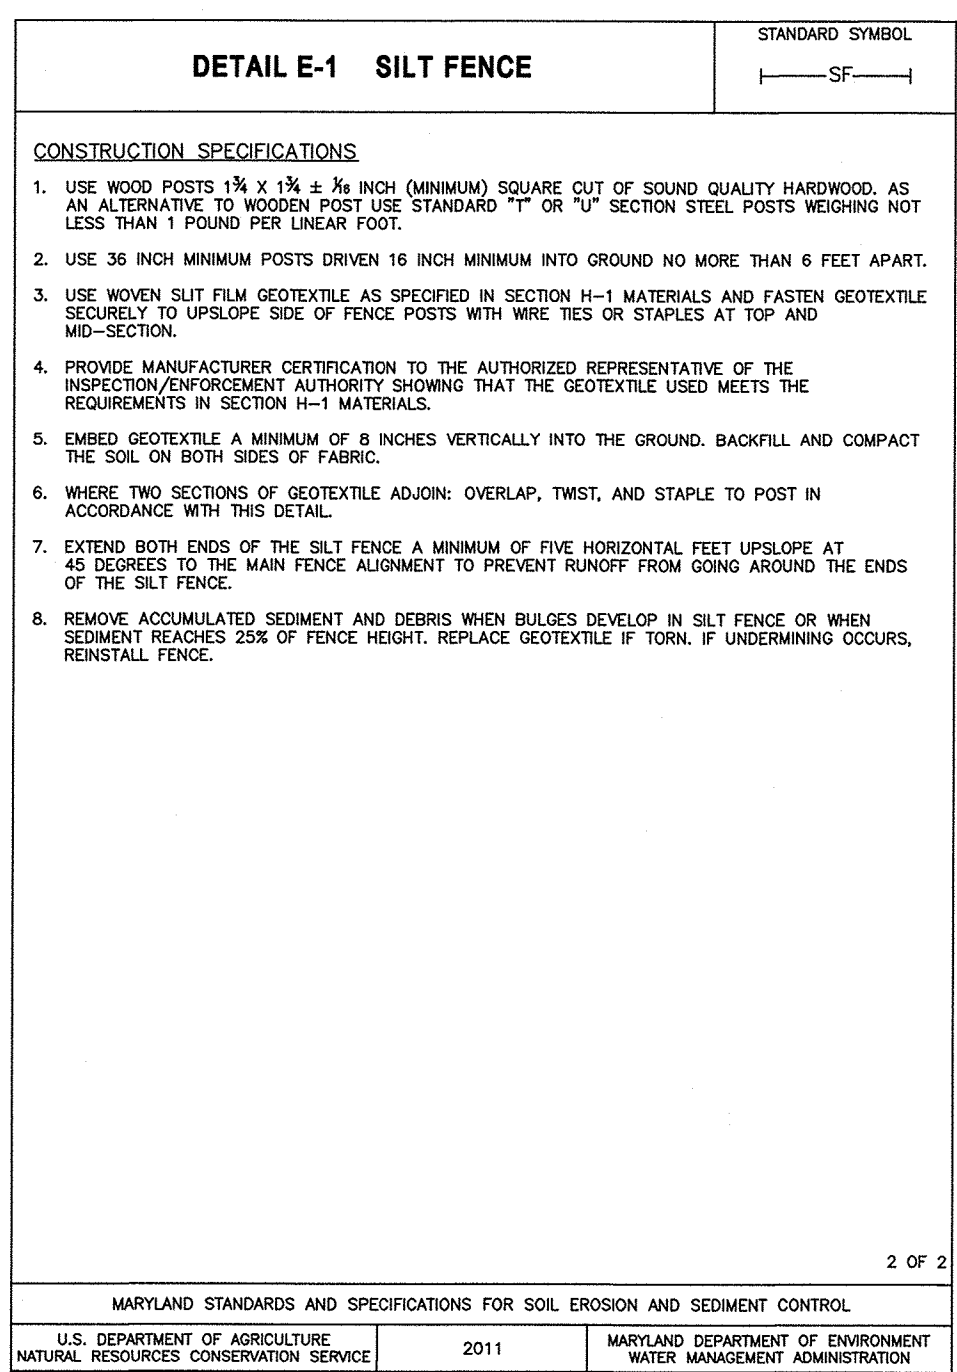 STANDARD SYMBOL
DETAIL E-1 SILT FENCE
SF
CONSTRUCTION SPECIFICATIONS
1. USE WOOD POSTS 1¾ X 1¾ ± 1⁄16 INCH (MINIMUM) SQUARE CUT OF SOUND QUALITY HARDWOOD. AS
AN ALTERNATIVE TO WOODEN POST USE STANDARD "T" OR "U" SECTION STEEL POSTS WEIGHING NOT
LESS THAN 1 POUND PER LINEAR FOOT.
2. USE 36 INCH MINIMUM POSTS DRIVEN 16 INCH MINIMUM INTO GROUND NO MORE THAN 6 FEET APART.
3. USE WOVEN SLIT FILM GEOTEXTILE AS SPECIFIED IN SECTION H-1 MATERIALS AND FASTEN GEOTEXTILE
SECURELY TO UPSLOPE SIDE OF FENCE POSTS WITH WIRE TIES OR STAPLES AT TOP AND
MID-SECTION.
4. PROVIDE MANUFACTURER CERTIFICATION TO THE AUTHORIZED REPRESENTATIVE OF THE
INSPECTION/ENFORCEMENT AUTHORITY SHOWING THAT THE GEOTEXTILE USED MEETS THE
REQUIREMENTS IN SECTION H-1 MATERIALS.
5. EMBED GEOTEXTILE A MINIMUM OF 8 INCHES VERTICALLY INTO THE GROUND. BACKFILL AND COMPACT
THE SOIL ON BOTH SIDES OF FABRIC.
6. WHERE TWO SECTIONS OF GEOTEXTILE ADJOIN: OVERLAP, TWIST, AND STAPLE TO POST IN
ACCORDANCE WITH THIS DETAIL.
7. EXTEND BOTH ENDS OF THE SILT FENCE A MINIMUM OF FIVE HORIZONTAL FEET UPSLOPE AT
45 DEGREES TO THE MAIN FENCE ALIGNMENT TO PREVENT RUNOFF FROM GOING AROUND THE ENDS
OF THE SILT FENCE.
8. REMOVE ACCUMULATED SEDIMENT AND DEBRIS WHEN BULGES DEVELOP IN SILT FENCE OR WHEN
SEDIMENT REACHES 25% OF FENCE HEIGHT. REPLACE GEOTEXTILE IF TORN. IF UNDERMINING OCCURS,
REINSTALL FENCE.
2 OF 2
MARYLAND STANDARDS AND SPECIFICATIONS FOR SOIL EROSION AND SEDIMENT CONTROL
U.S. DEPARTMENT OF AGRICULTURE
NATURAL RESOURCES CONSERVATION SERVICE
2011
MARYLAND DEPARTMENT OF ENVIRONMENT
WATER MANAGEMENT ADMINISTRATION